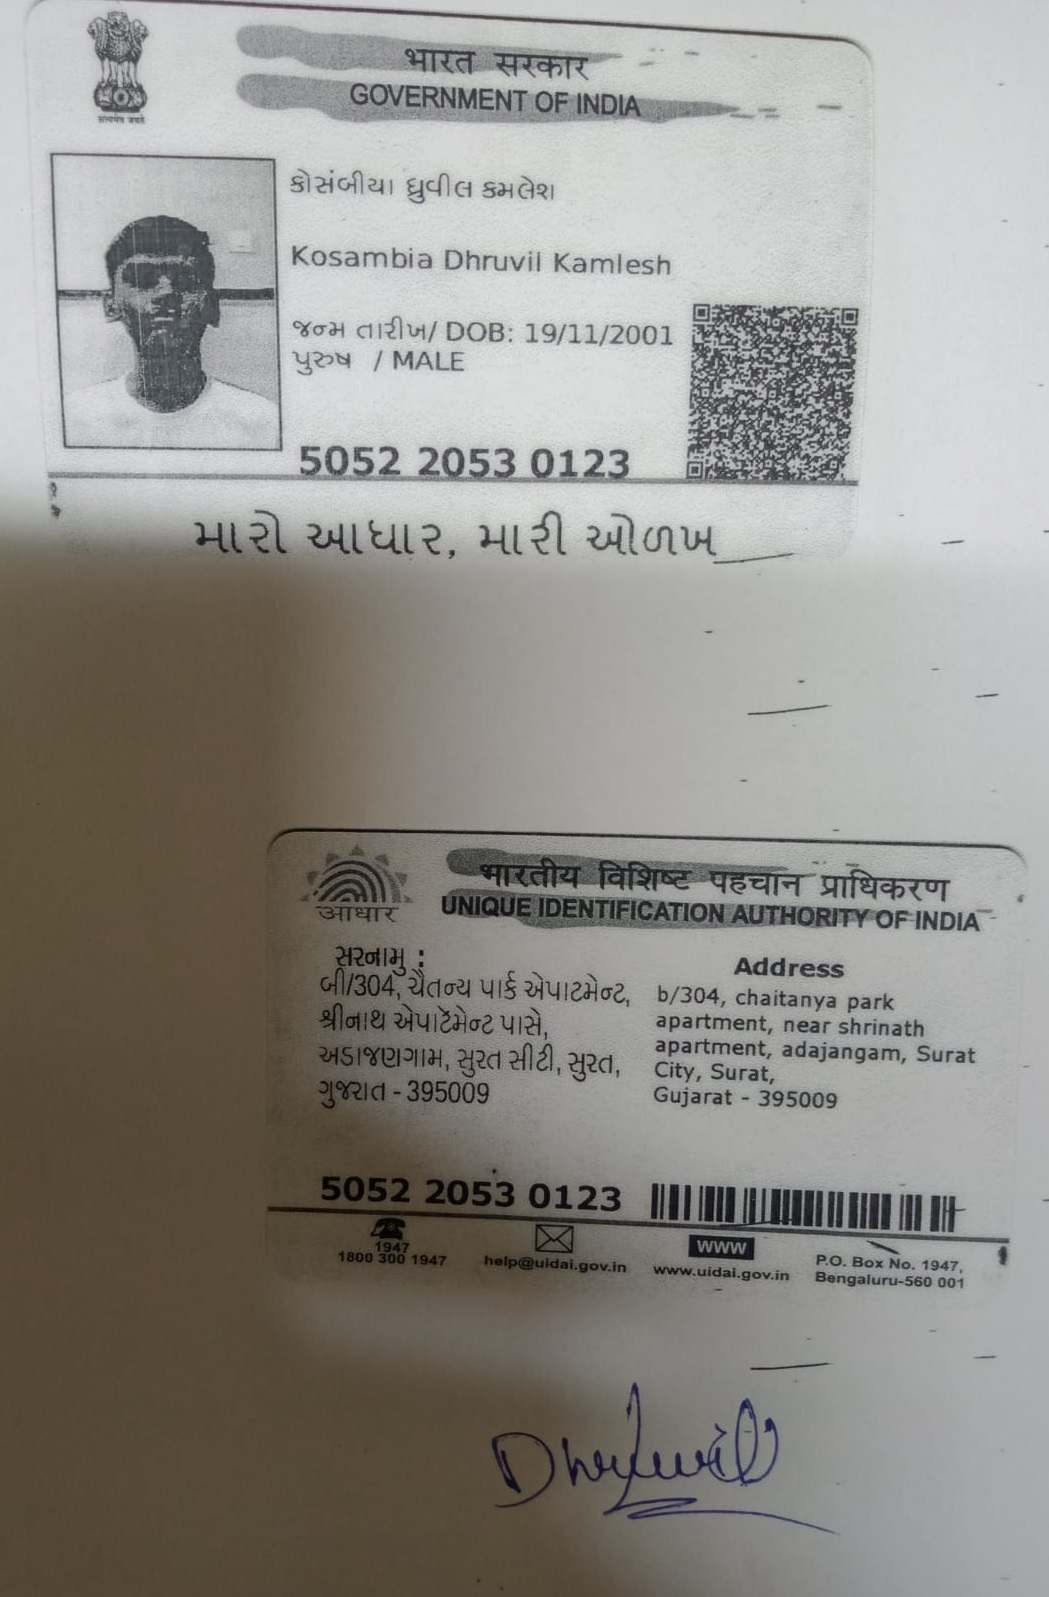 सत्यमेव जयते
भारत सरकार
GOVERNMENT OF INDIA
કોસંબીયા ધ્રુવીલ કમલેશ
Kosambia Dhruvil Kamlesh
જન્મ તારીખ/ DOB: 19/11/2001
પુરુષ / MALE
5052 2053 0123
મારો આધાર, મારી ઓળખ
आधार
भारतीय विशिष्ट पहचान प्राधिकरण
UNIQUE IDENTIFICATION AUTHORITY OF INDIA
સરનામુ :
બી/304, ચૈતન્ય પાર્ક એપાટમેન્ટ,
શ્રીનાથ એપાર્ટેમેન્ટ પાસે,
અડાજણગામ, સુરત સીટી, સુરત,
ગુજરાત - 395009
Address
b/304, chaitanya park
apartment, near shrinath
apartment, adajangam, Surat
City, Surat,
Gujarat - 395009
5052 2053 0123
1947
1800 300 1947
help@uidai.gov.in
www
www.uidai.gov.in
P.O. Box No. 1947,
Bengaluru-560 001
Dhruvil